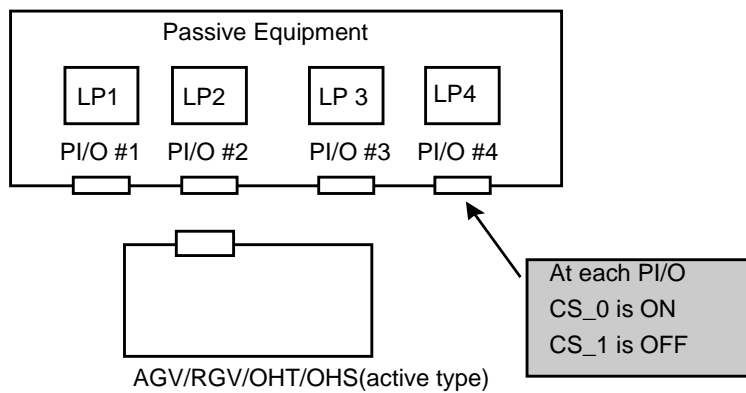 Passive Equipment
LP1 LP2 LP 3 LP4
PI/O #1 PI/O #2 PI/O #3 PI/O #4
At each PI/O
CS_0 is ON
CS_1 is OFF
AGV/RGV/OHT/OHS(active type)